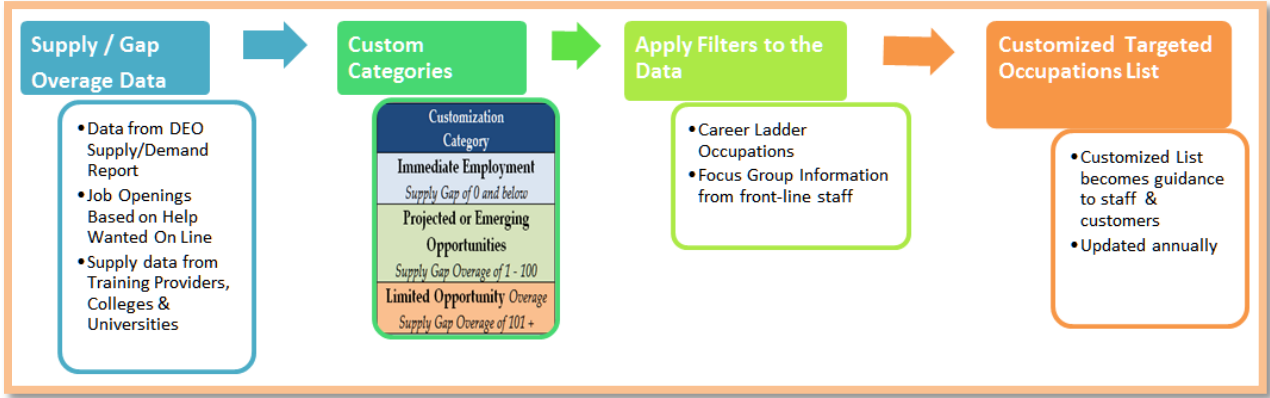 Supply / Gap
Overage Data
•Data from DEO
Supply/Demand
Report
•Job Openings
Based on Help
Wanted On Line
•Supply data from
Training Providers,
Colleges &
Universities
Custom
Categories
Customization
Category
Immediate Employment
Supply Gap of 0 and below
Projected or Emerging
Opportunities
Supply Gap Overage of 1 - 100
Limited Opportunity Overage
Supply Gap Overage of 101 +
Apply Filters to the
Data
•Career Ladder
Occupations
•Focus Group Information
from front-line staff
Customized Targeted
Occupations List
•Customized List
becomes guidance
to staff &
customers
•Updated annually